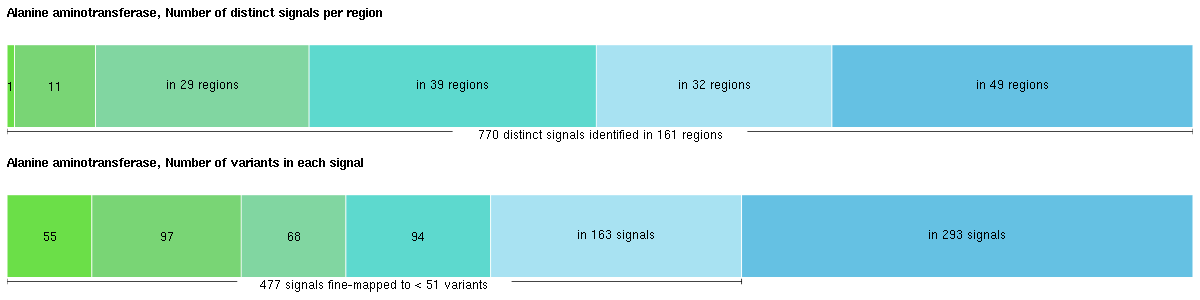 Alanine aminotransferase, Number of distinct signals per region
1 11 in 29 regions in 39 regions in 32 regions in 49 regions
770 distinct signals identified in 161 regions
Alanine aminotransferase, Number of variants in each signal
55 97 68 94 in 163 signals in 293 signals
477 signals fine-mapped to < 51 variants